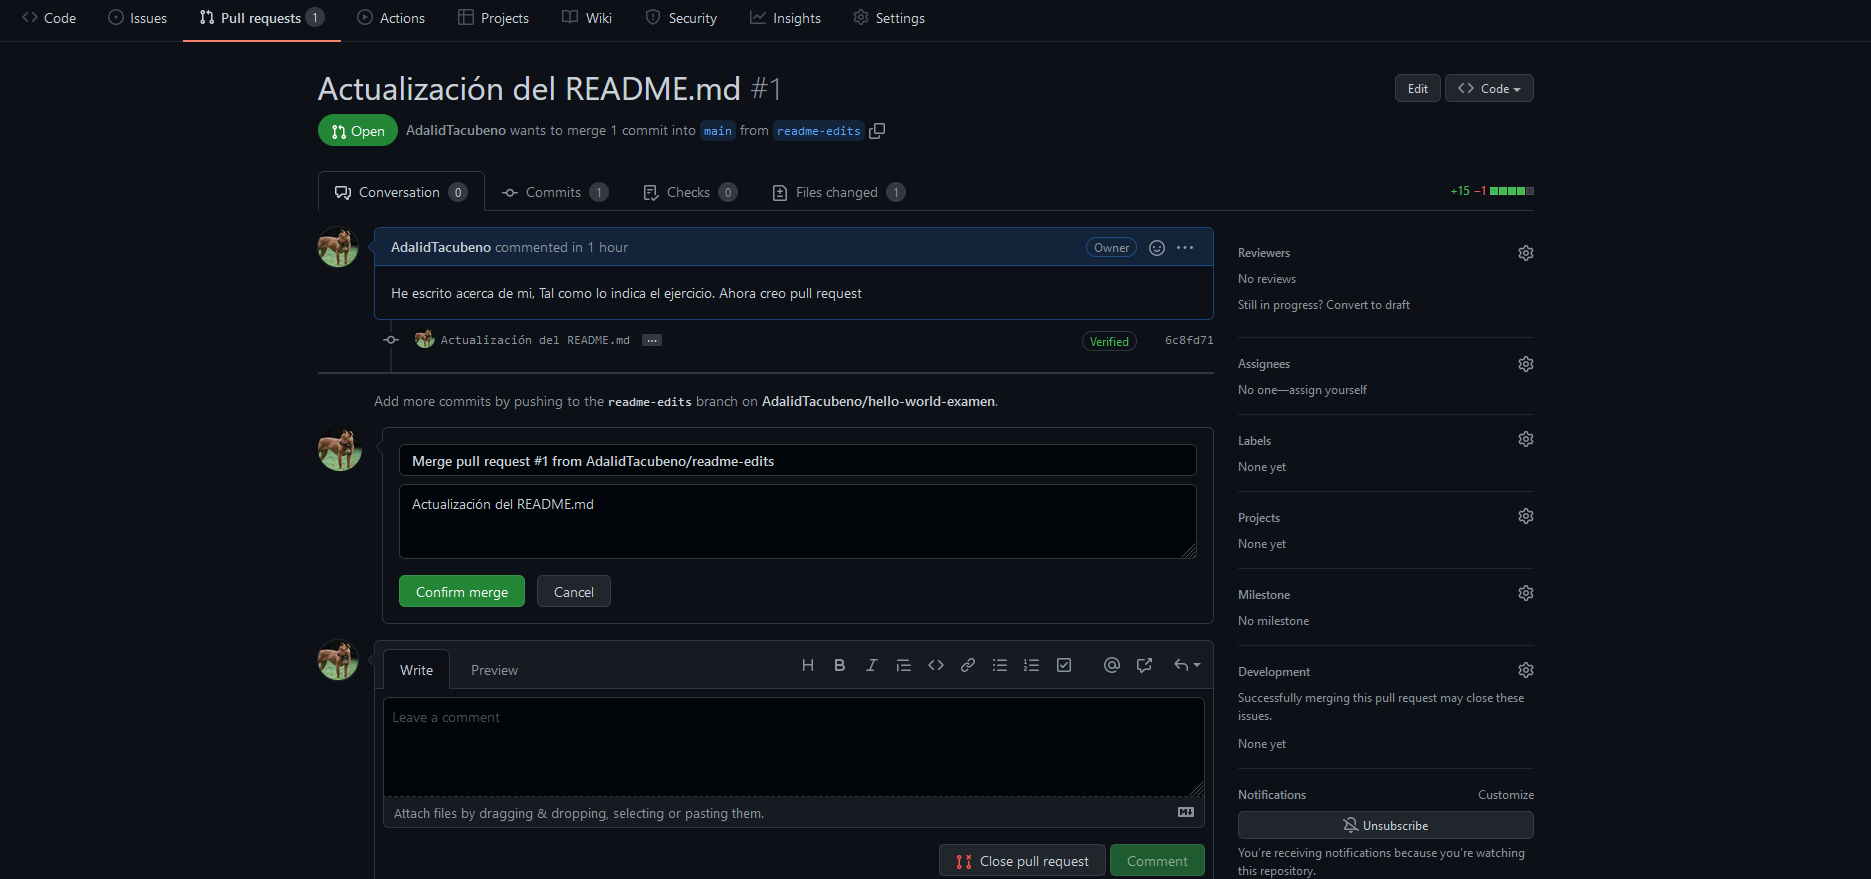 Code Issues Pull requests 1 Actions Projects Wiki Security Insights Settings
Actualización del README.md #1
Edit Code
Open AdalidTacubeno wants to merge 1 commit into main from readme-edits
Conversation 0 Commits 1 Checks 0 Files changed 1
+15 −1
AdalidTacubeno commented in 1 hour Owner
He escrito acerca de mi, Tal como lo indica el ejercicio. Ahora creo pull request
Actualización del README.md ... Verified 6c8fd71
Add more commits by pushing to the readme-edits branch on AdalidTacubeno/hello-world-examen.
Merge pull request #1 from AdalidTacubeno/readme-edits
Actualización del README.md
Confirm merge Cancel
Write Preview
H B I
Leave a comment
Attach files by dragging & dropping, selecting or pasting them.
Close pull request Comment
Reviewers
No reviews
Still in progress? Convert to draft
Assignees
No one—assign yourself
Labels
None yet
Projects
None yet
Milestone
No milestone
Development
Successfully merging this pull request may close these
issues.
None yet
Notifications Customize
Unsubscribe
You're receiving notifications because you're watching
this repository.